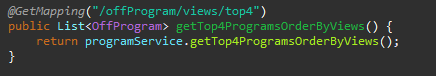 @GetMapping("/offProgram/views/top4")
public List<OffProgram> getTop4ProgramsOrderByViews() {
    return programService.getTop4ProgramsOrderByViews();
}